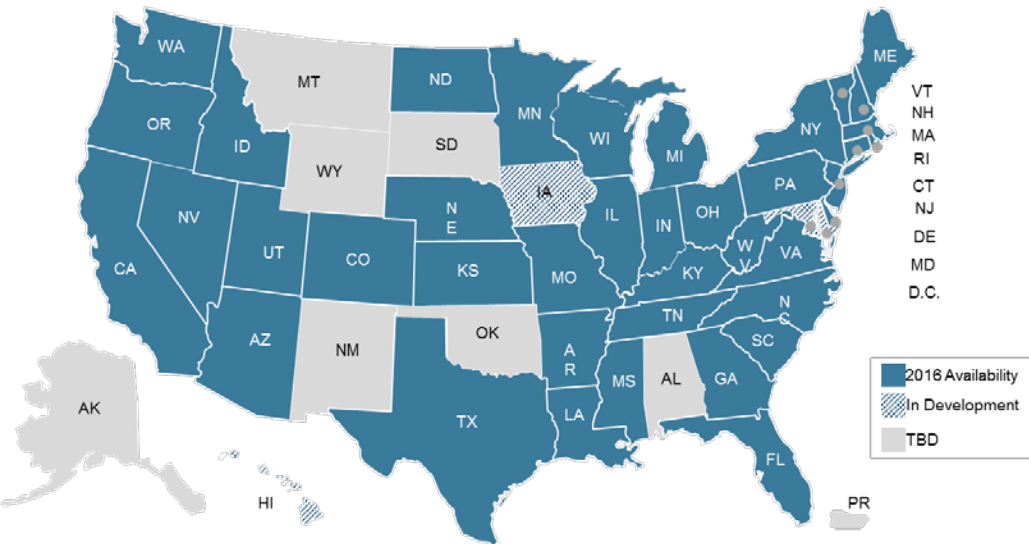 WA
MT
ND
MN
ME
VT
NH
MA
RI
CT
NJ
DE
MD
D.C.
OR
ID
SD
WI
MI
NY
WY
IA
PA
NV
N
E
IL
IN
OH
UT
CO
KS
MO
W
V
VA
CA
KY
AZ
NM
OK
A
R
TN
N
C
SC
MS
AL
GA
TX
LA
FL
AK
HI
PR
2016 Availability
In Development
TBD